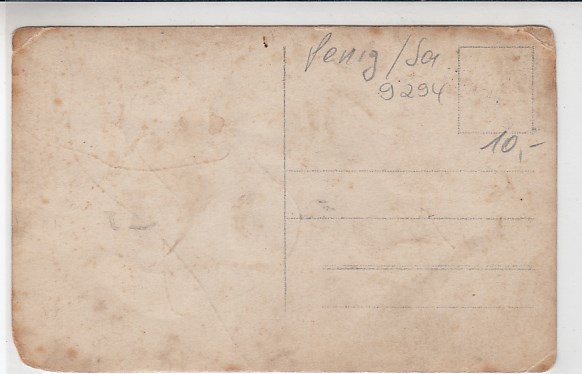 Penig / Sa.
9294
10,-